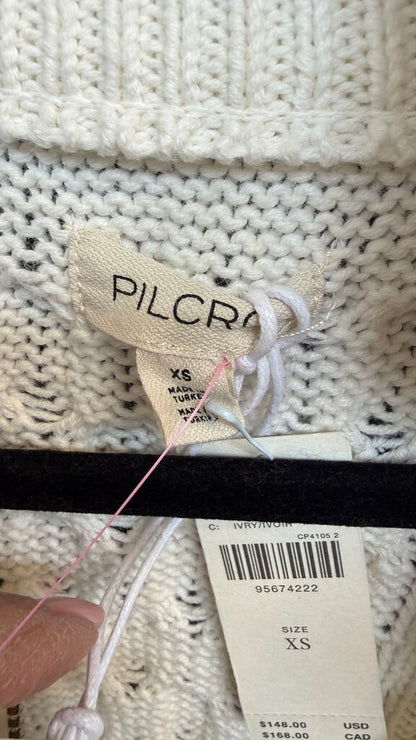 PILCRO
XS
MADE IN
TURKEY
C: IVRY/IVOIR
CP4105 2
95674222
SIZE
XS
$148.00 USD
$168.00 CAD